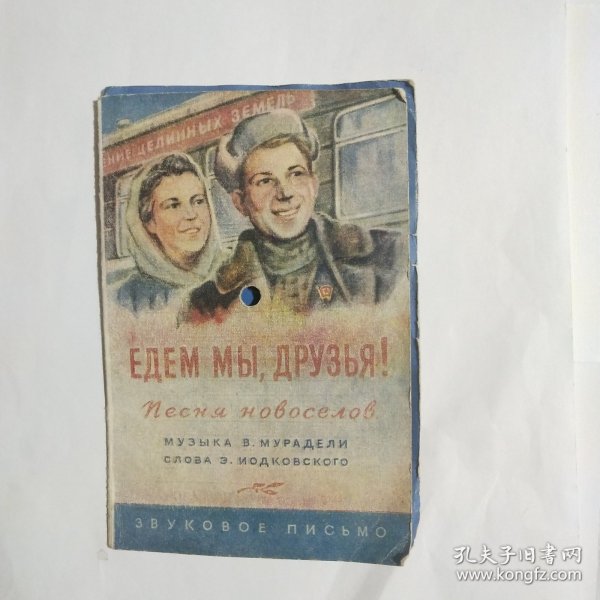 НИЕ ЦЕЛИННЫХ ЗЕМЕЛЬ
ЕДЕМ МЫ, ДРУЗЬЯ!
Песня новоселов
МУЗЫКА В. МУРАДЕЛИ
СЛОВА Э. ИОДКОВСКОГО
ЗВУКОВОЕ ПИСЬМО
孔夫子旧书网
www.kongfz.com